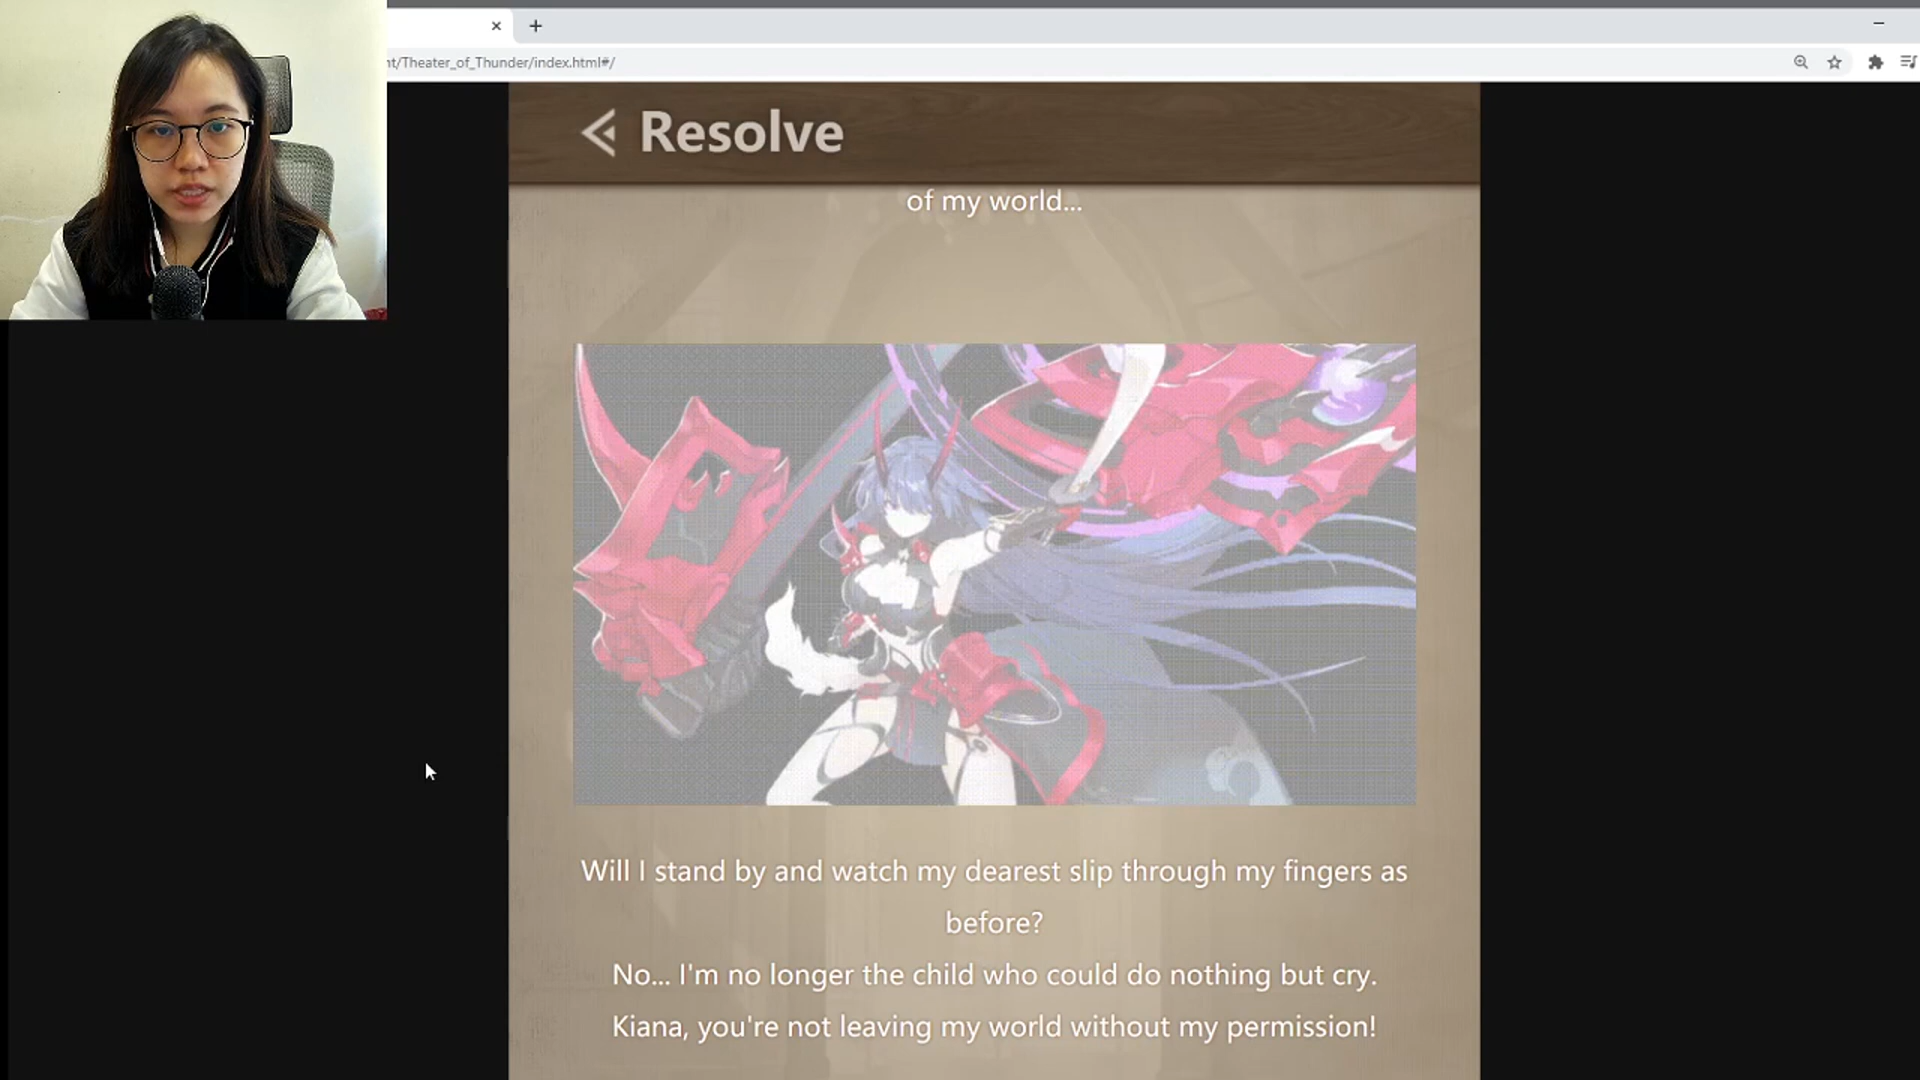 nt/Theater_of_Thunder/index.html#/
Resolve
of my world...
Will I stand by and watch my dearest slip through my fingers as
before?
No... I'm no longer the child who could do nothing but cry.
Kiana, you're not leaving my world without my permission!